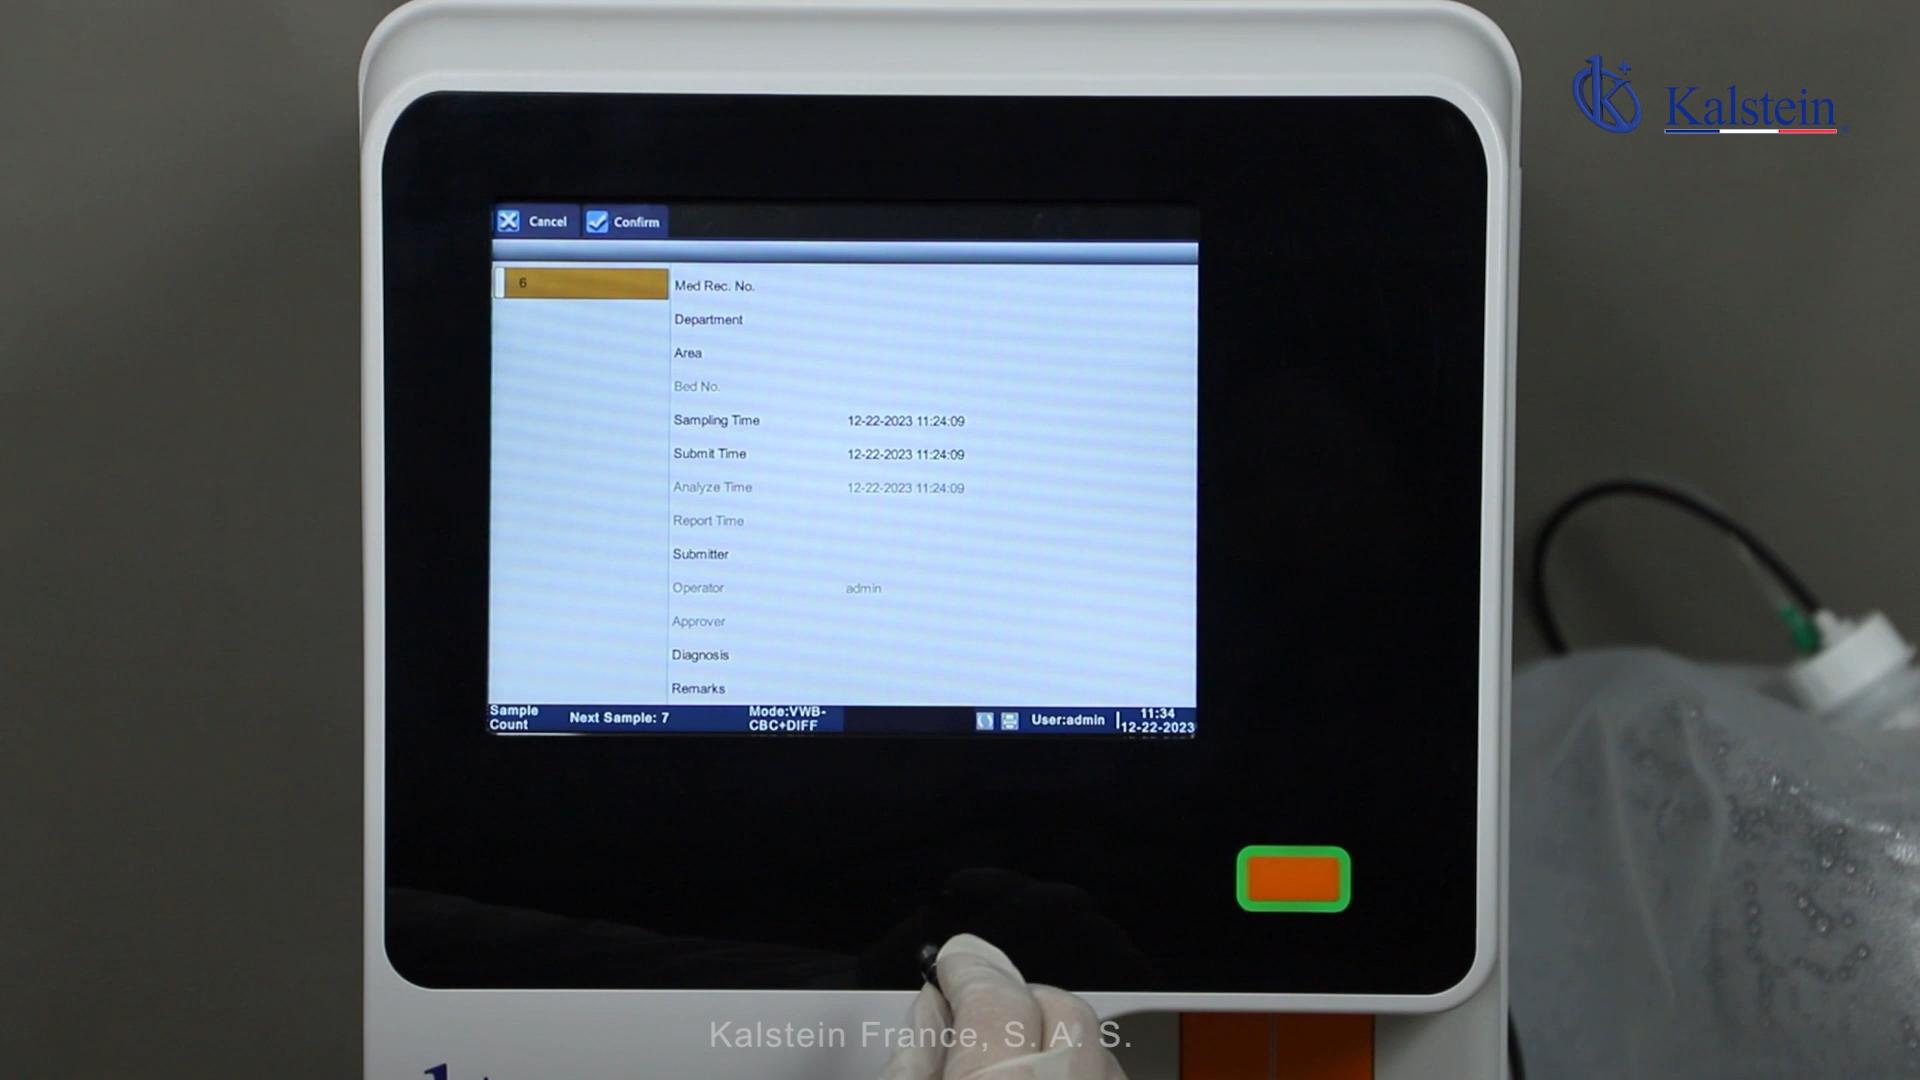 Kalstein
Cancel
Confirm
6
Med Rec. No.
Department
Area
Bed No.
Sampling Time 12-22-2023 11:24:09
Submit Time 12-22-2023 11:24:09
Analyze Time 12-22-2023 11:24:09
Report Time
Submitter
Operator admin
Approver
Diagnosis
Remarks
Sample
Count
Next Sample: 7
Mode:VWB-
CBC+DIFF
User:admin
11:34
12-22-2023
Kalstein France, S. A. S.